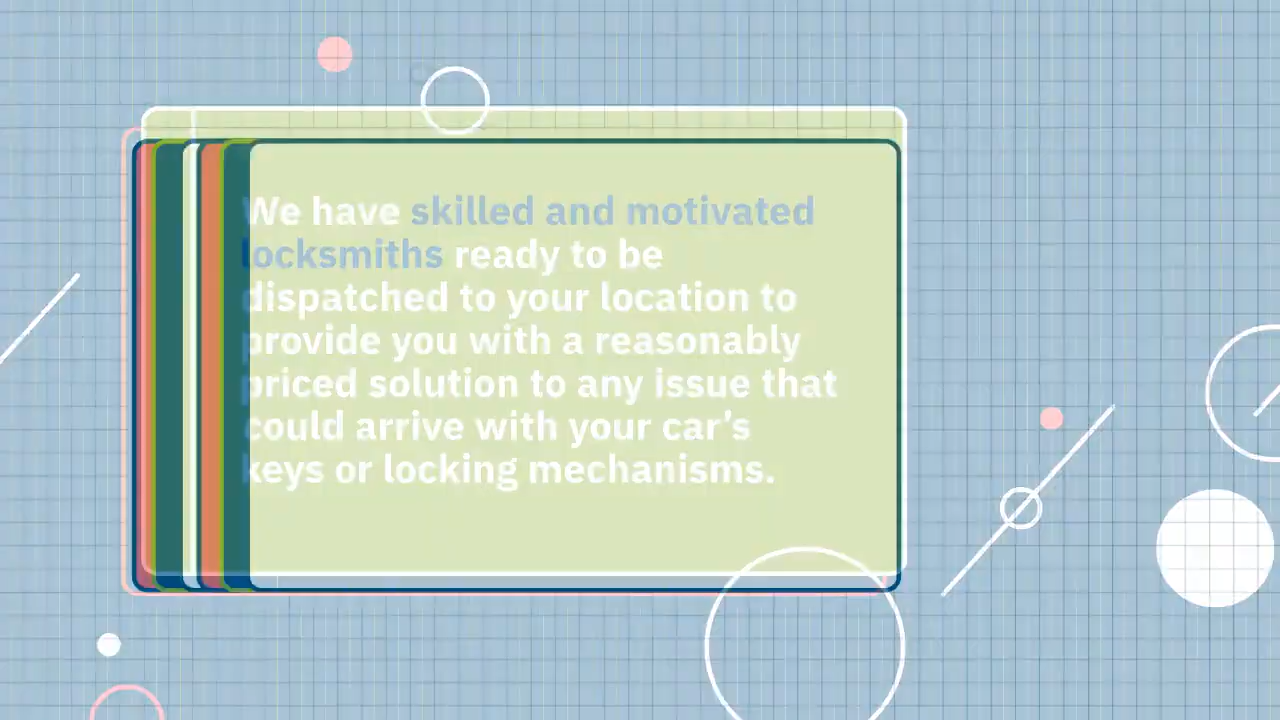 We have skilled and motivated
locksmiths ready to be
dispatched to your location to
provide you with a reasonably
priced solution to any issue that
could arrive with your car's
keys or locking mechanisms.